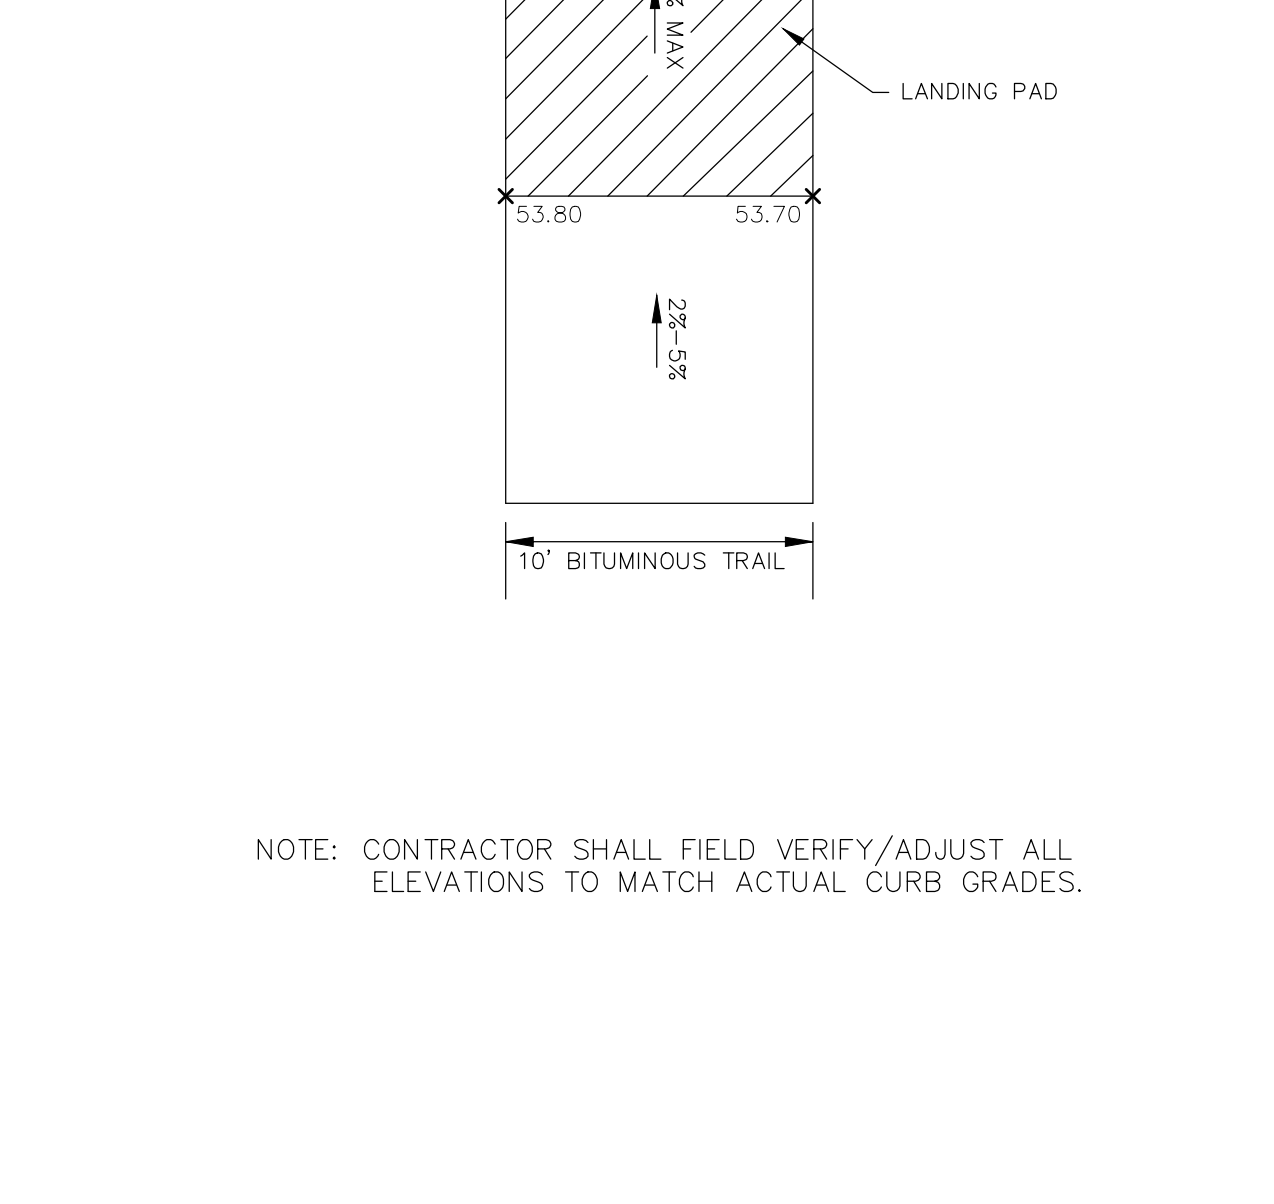 % MAX
LANDING PAD
53.80
53.70
2%-5%
10' BITUMINOUS TRAIL
NOTE: CONTRACTOR SHALL FIELD VERIFY/ADJUST ALL
ELEVATIONS TO MATCH ACTUAL CURB GRADES.